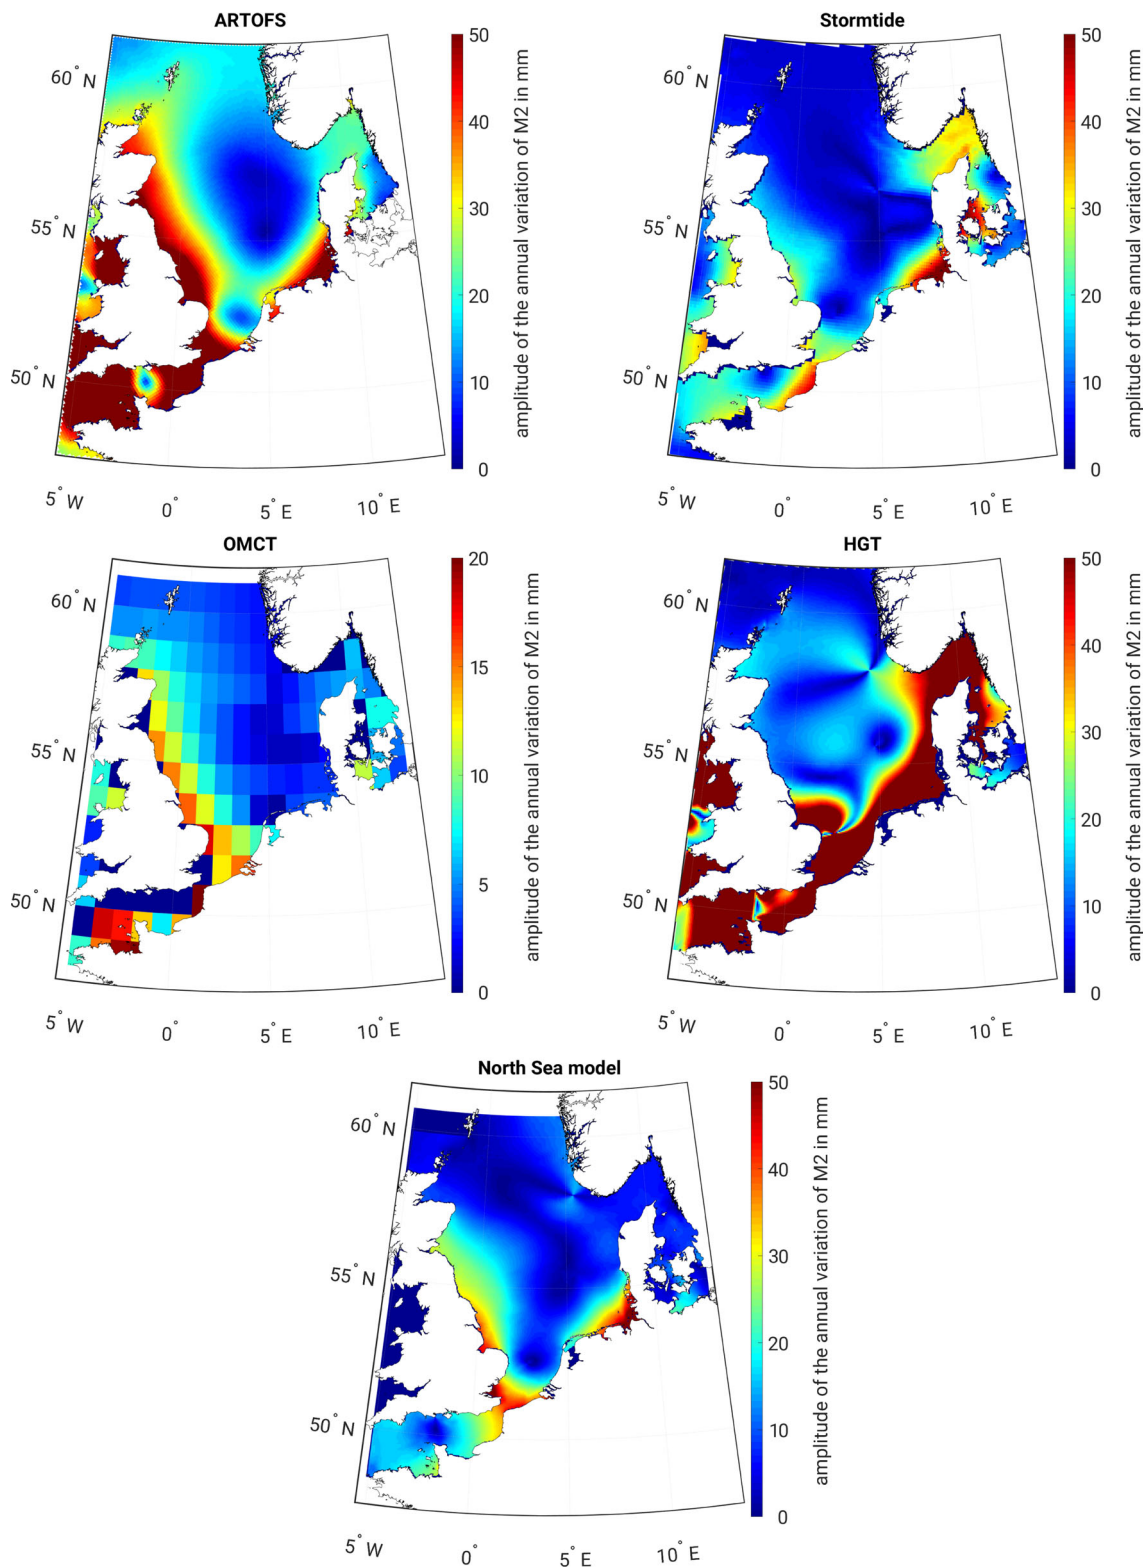 ARTOFS
60° N
55° N
50° N
5° W
0°
5° E
10° E
50
40
30
20
10
0
amplitude of the annual variation of M2 in mm
Stormtide
60° N
55° N
50° N
5° W
0°
5° E
10° E
50
40
30
20
10
0
amplitude of the annual variation of M2 in mm
OMCT
60° N
55° N
50° N
5° W
0°
5° E
10° E
20
15
10
5
0
amplitude of the annual variation of M2 in mm
HGT
60° N
55° N
50° N
5° W
0°
5° E
10° E
50
40
30
20
10
0
amplitude of the annual variation of M2 in mm
North Sea model
60° N
55° N
50° N
5° W
0°
5° E
10° E
50
40
30
20
10
0
amplitude of the annual variation of M2 in mm